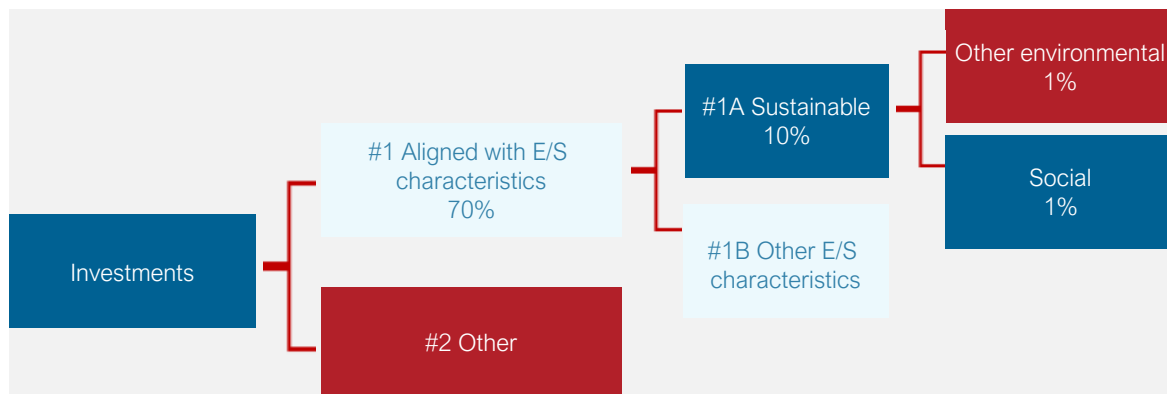 Investments
#1 Aligned with E/S
characteristics
70%
#2 Other
#1A Sustainable
10%
#1B Other E/S
characteristics
Other environmental
1%
Social
1%